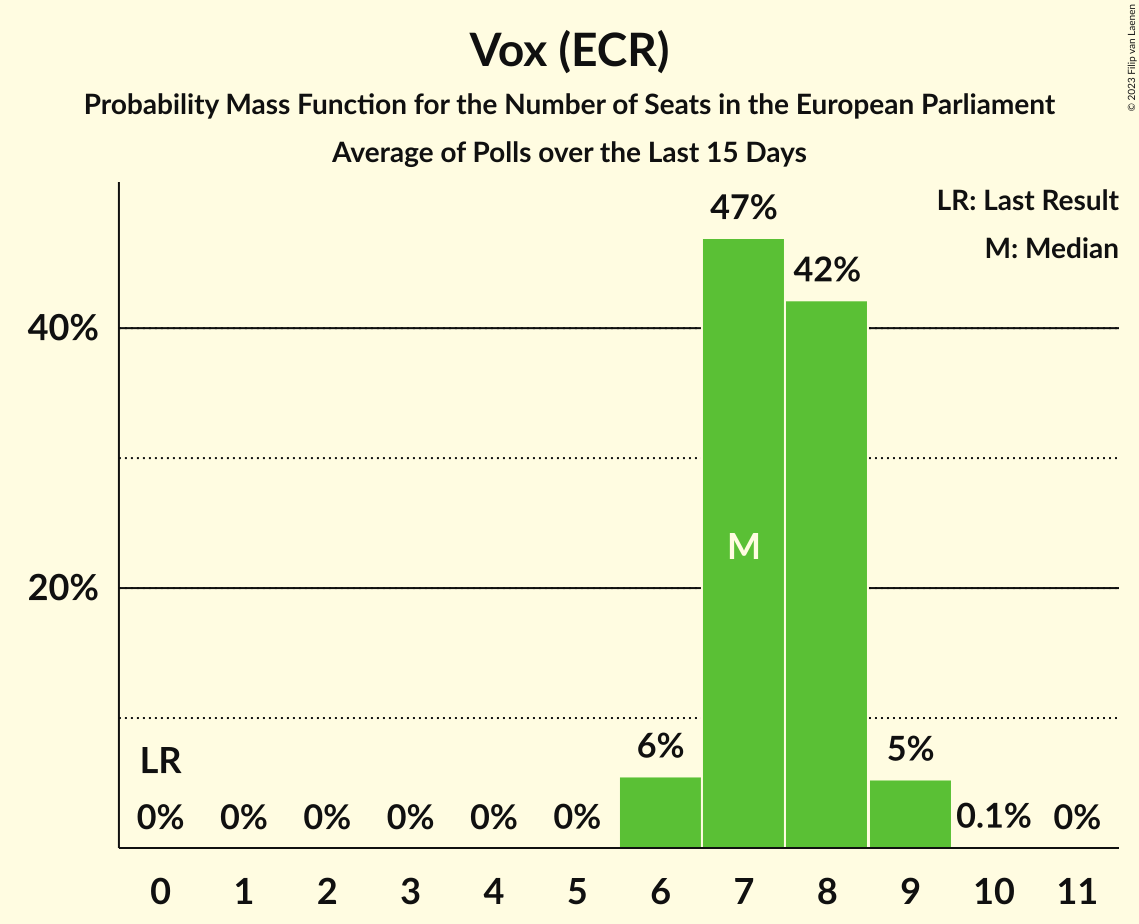 Vox (ECR)
Probability Mass Function for the Number of Seats in the European Parliament
Average of Polls over the Last 15 Days
© 2023 Filip van Laenen
LR: Last Result
M: Median
47%
42%
40%
M
20%
LR
6%
5%
0% 0% 0% 0% 0% 0% 0.1% 0%
0 1 2 3 4 5 6 7 8 9 10 11